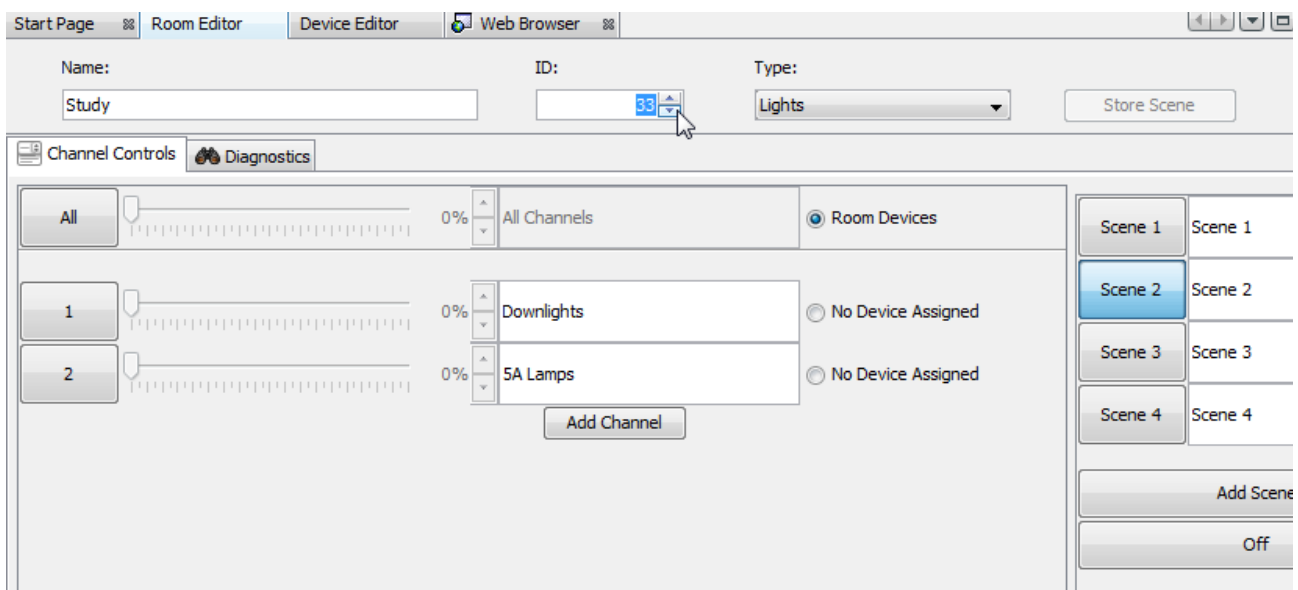 Start Page Room Editor Device Editor Web Browser
Name: ID: Type:
Study 33 Lights Store Scene
Channel Controls Diagnostics
All 0% All Channels Room Devices Scene 1 Scene 1
Scene 2 Scene 2
1 0% Downlights No Device Assigned
Scene 3 Scene 3
2 0% 5A Lamps No Device Assigned
Scene 4 Scene 4
Add Channel
Add Scene
Off